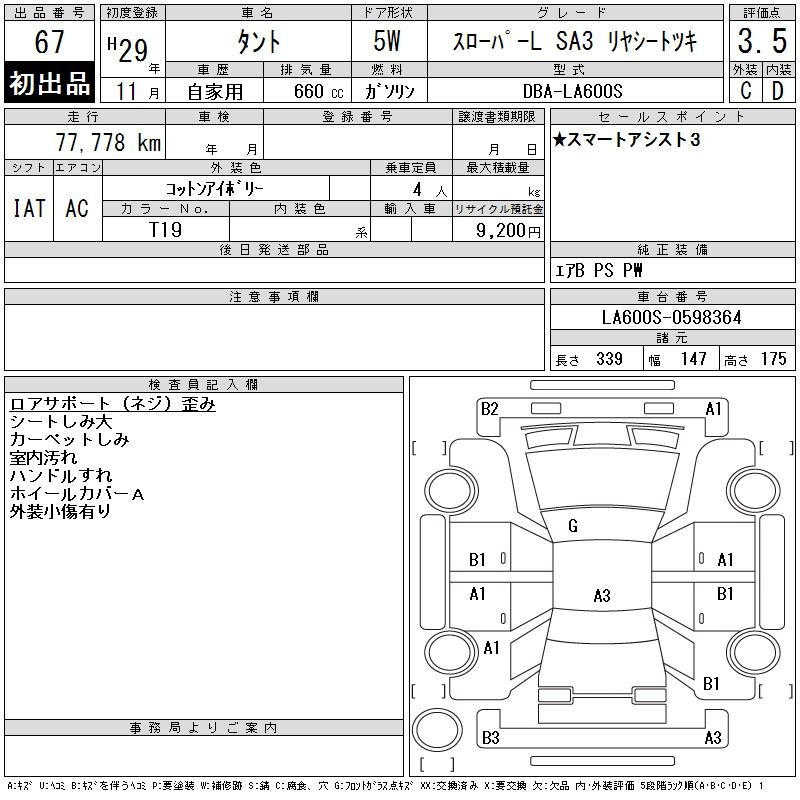 出品番号 初度登録 車名 ドア形状 グレード 評価点
67 H29年 タント 5W スローパーL SA3 リヤシートツキ 3.5
初出品 11月
車歴 排気量 燃料 型式 外装 内装
自家用 660cc ガソリン DBA-LA600S C D
走行 車検 登録番号 譲渡書類期限 セールスポイント
77,778 km 年 月 月 日 ★スマートアシスト3
シフト エアコン 外装色 乗車定員 最大積載量
IAT AC コットンアイボリー 4人 kg
カラーNo. 内装色 輸入車 リサイクル預託金
T19 系 9,200円
後日発送部品 純正装備
エアB PS PW
注意事項欄 車台番号
LA600S-0598364
諸元
長さ 339 幅 147 高さ 175
検査員記入欄
ロアサポート（ネジ）歪み
シートしみ大
カーペットしみ
室内汚れ
ハンドルすれ
ホイールカバーA
外装小傷有り
B2 A1
[ ] [ ]
G
B1 A1
A1 A3 B1
A1
B1
[ ] [ ]
B3 A3
[ ]
事務局よりご案内
A:キズ U:ヘコミ B:キズを伴うヘコミ P:要塗装 W:補修跡 S:錆 C:腐食、穴 G:フロントガラス点キズ XX:交換済み X:要交換 欠:欠品 内・外装評価 5段階ランク順(A・B・C・D・E) 1